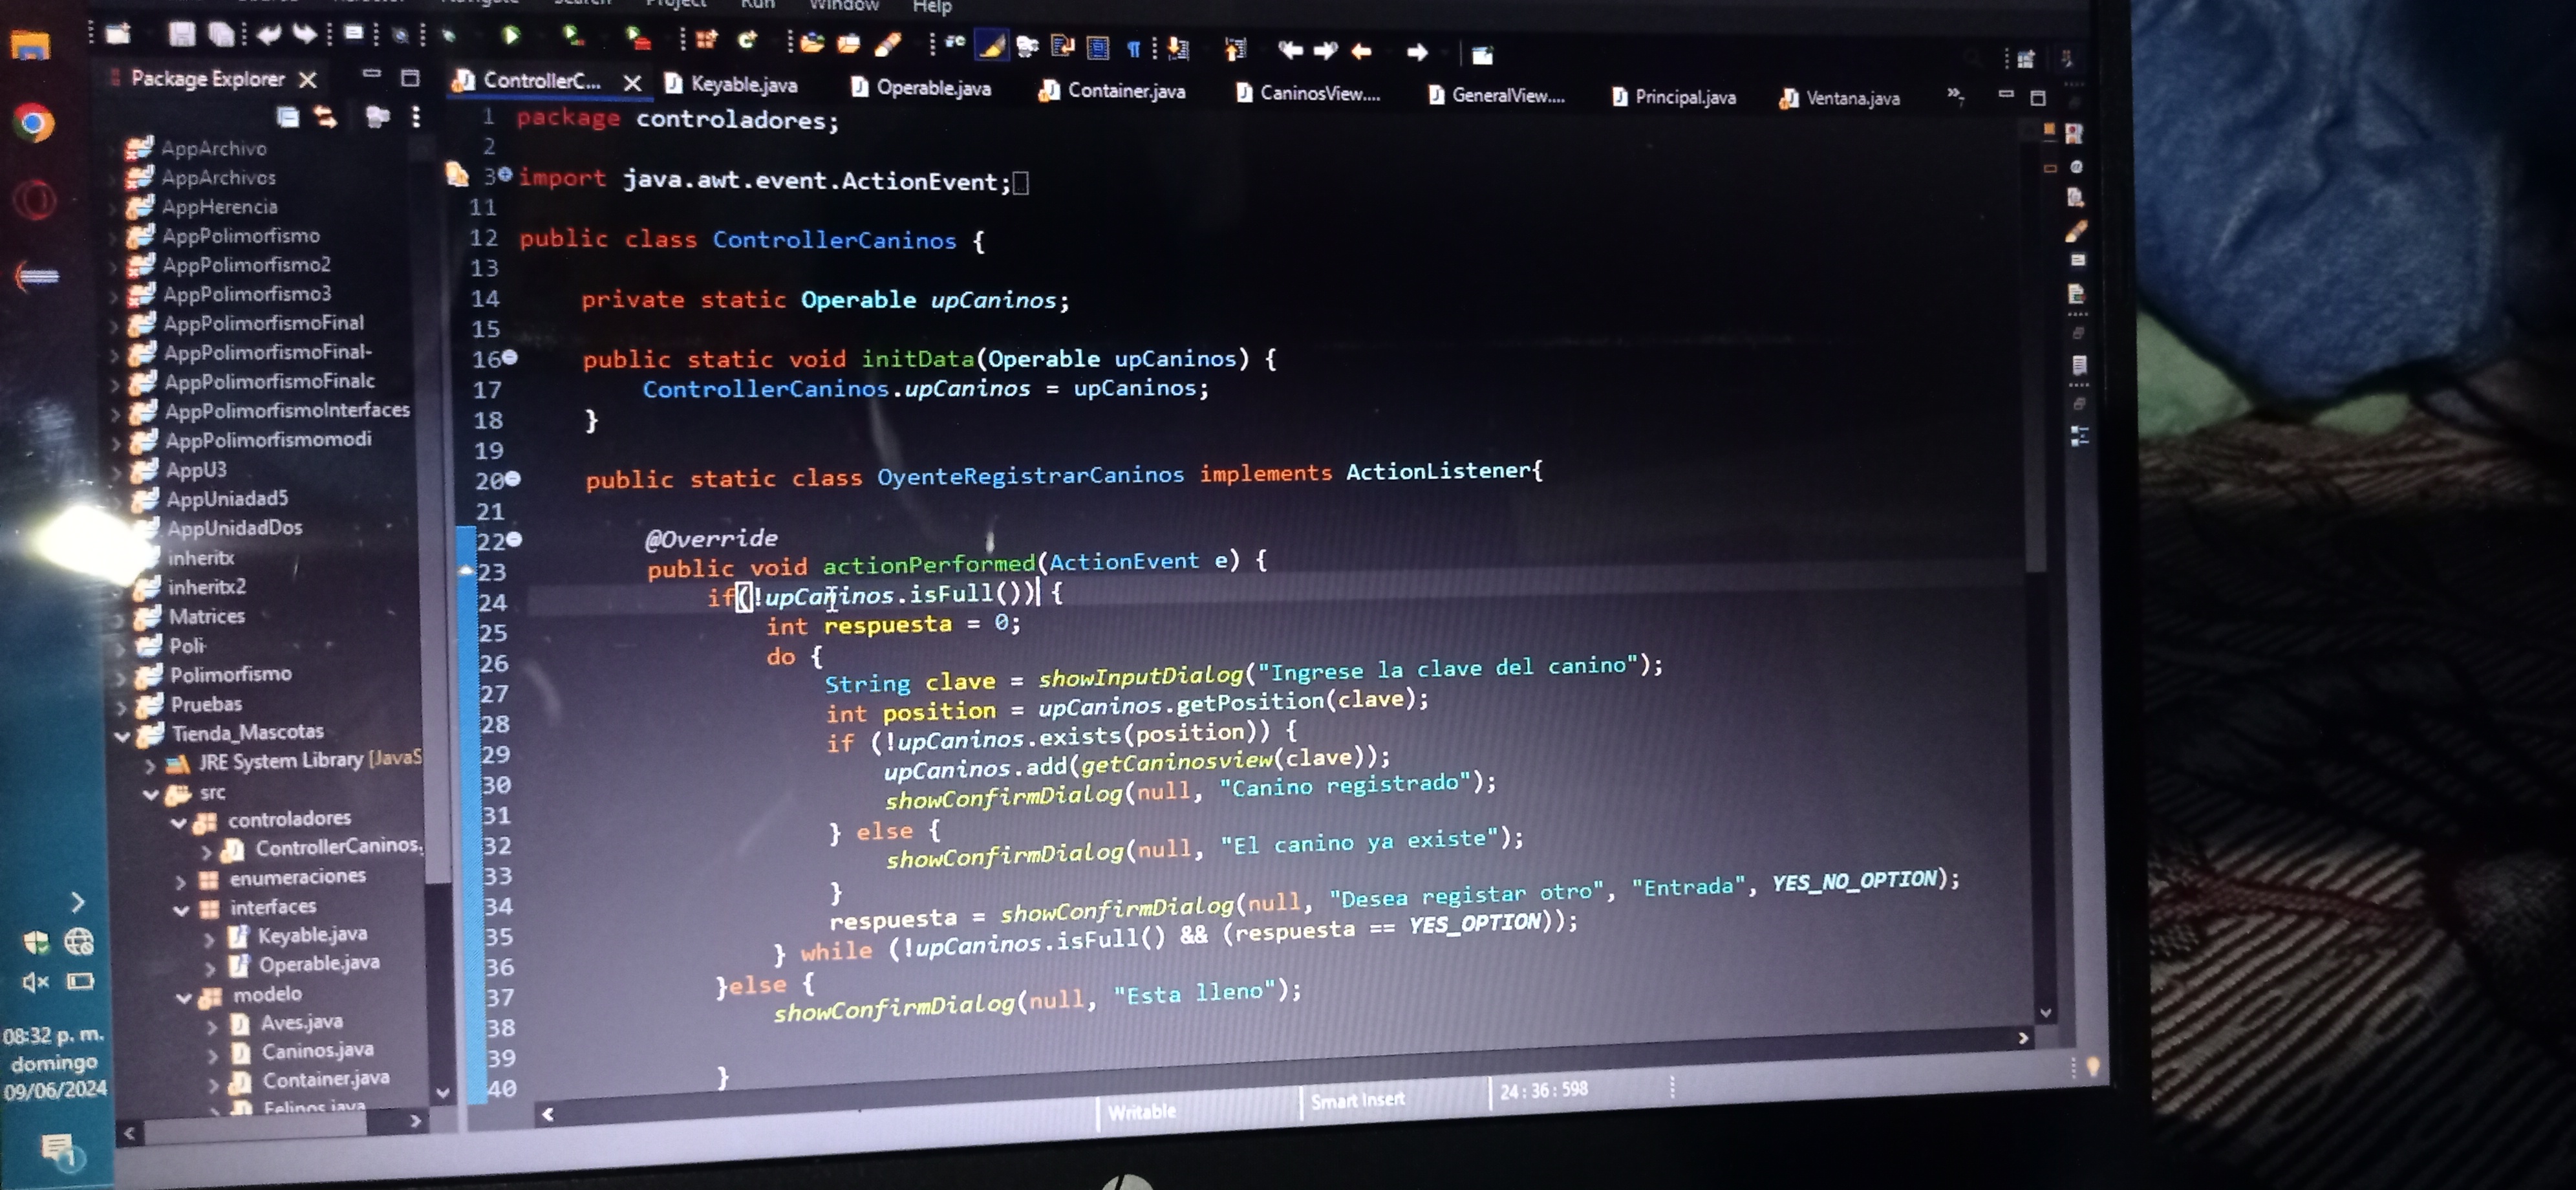 Project Run Window Help
Package Explorer
ControllerC... Keyable.java Operable.java Container.java CaninosView.... GeneralView.... Principal.java Ventana.java »7
AppArchivo
AppArchivos
AppHerencia
AppPolimorfismo
AppPolimorfismo2
AppPolimorfismo3
AppPolimorfismoFinal
AppPolimorfismoFinal-
AppPolimorfismoFinalc
AppPolimorfismoInterfaces
AppPolimorfismomodi
AppU3
AppUniadad5
AppUnidadDos
inheritx
inheritx2
Matrices
Poli
Polimorfismo
Pruebas
Tienda_Mascotas
JRE System Library [JavaS
src
controladores
ControllerCaninos.
enumeraciones
interfaces
Keyable.java
Operable.java
modelo
Aves.java
Caninos.java
Container.java
Felinos.java
1 package controladores;
2
3 import java.awt.event.ActionEvent;
11
12 public class ControllerCaninos {
13
14 private static Operable upCaninos;
15
16 public static void initData(Operable upCaninos) {
17 ControllerCaninos.upCaninos = upCaninos;
18 }
19
20 public static class OyenteRegistrarCaninos implements ActionListener{
21
22 @Override
23 public void actionPerformed(ActionEvent e) {
24 if(!upCaninos.isFull()) {
25 int respuesta = 0;
26 do {
27 String clave = showInputDialog("Ingrese la clave del canino");
28 int position = upCaninos.getPosition(clave);
29 if (!upCaninos.exists(position)) {
30 upCaninos.add(getCaninosview(clave));
31 showConfirmDialog(null, "Canino registrado");
32 } else {
33 showConfirmDialog(null, "El canino ya existe");
34 }
35 respuesta = showConfirmDialog(null, "Desea registar otro", "Entrada", YES_NO_OPTION);
36 } while (!upCaninos.isFull() && (respuesta == YES_OPTION));
37 }else {
38 showConfirmDialog(null, "Esta lleno");
39
40 }
Writable Smart Insert 24:36:598
08:32 p. m.
domingo
09/06/2024
1
hp